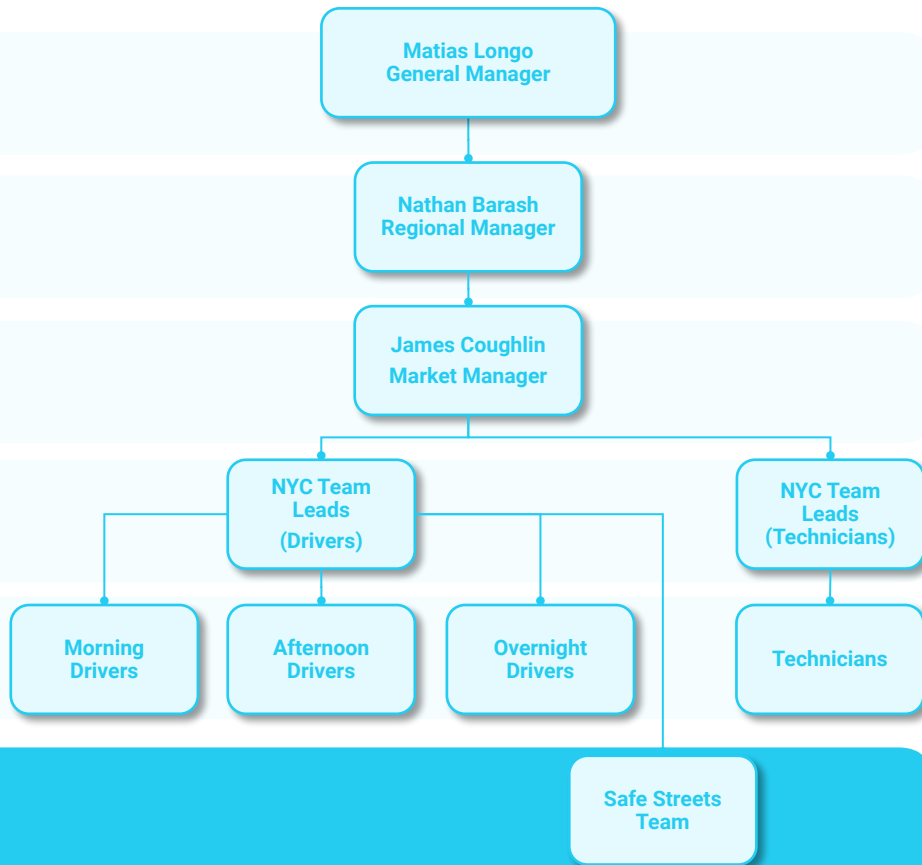 Matias Longo
General Manager
Nathan Barash
Regional Manager
James Coughlin
Market Manager
NYC Team
Leads
(Drivers)
NYC Team
Leads
(Technicians)
Morning
Drivers
Afternoon
Drivers
Overnight
Drivers
Technicians
Safe Streets
Team